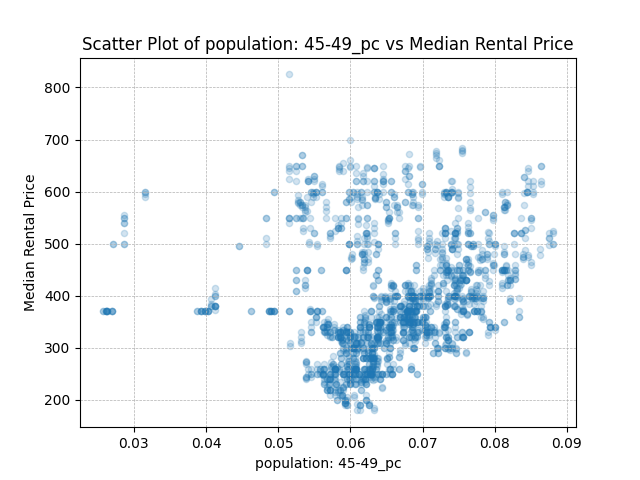 Scatter Plot of population: 45-49_pc vs Median Rental Price
Median Rental Price
800
700
600
500
400
300
200
0.03 0.04 0.05 0.06 0.07 0.08 0.09
population: 45-49_pc